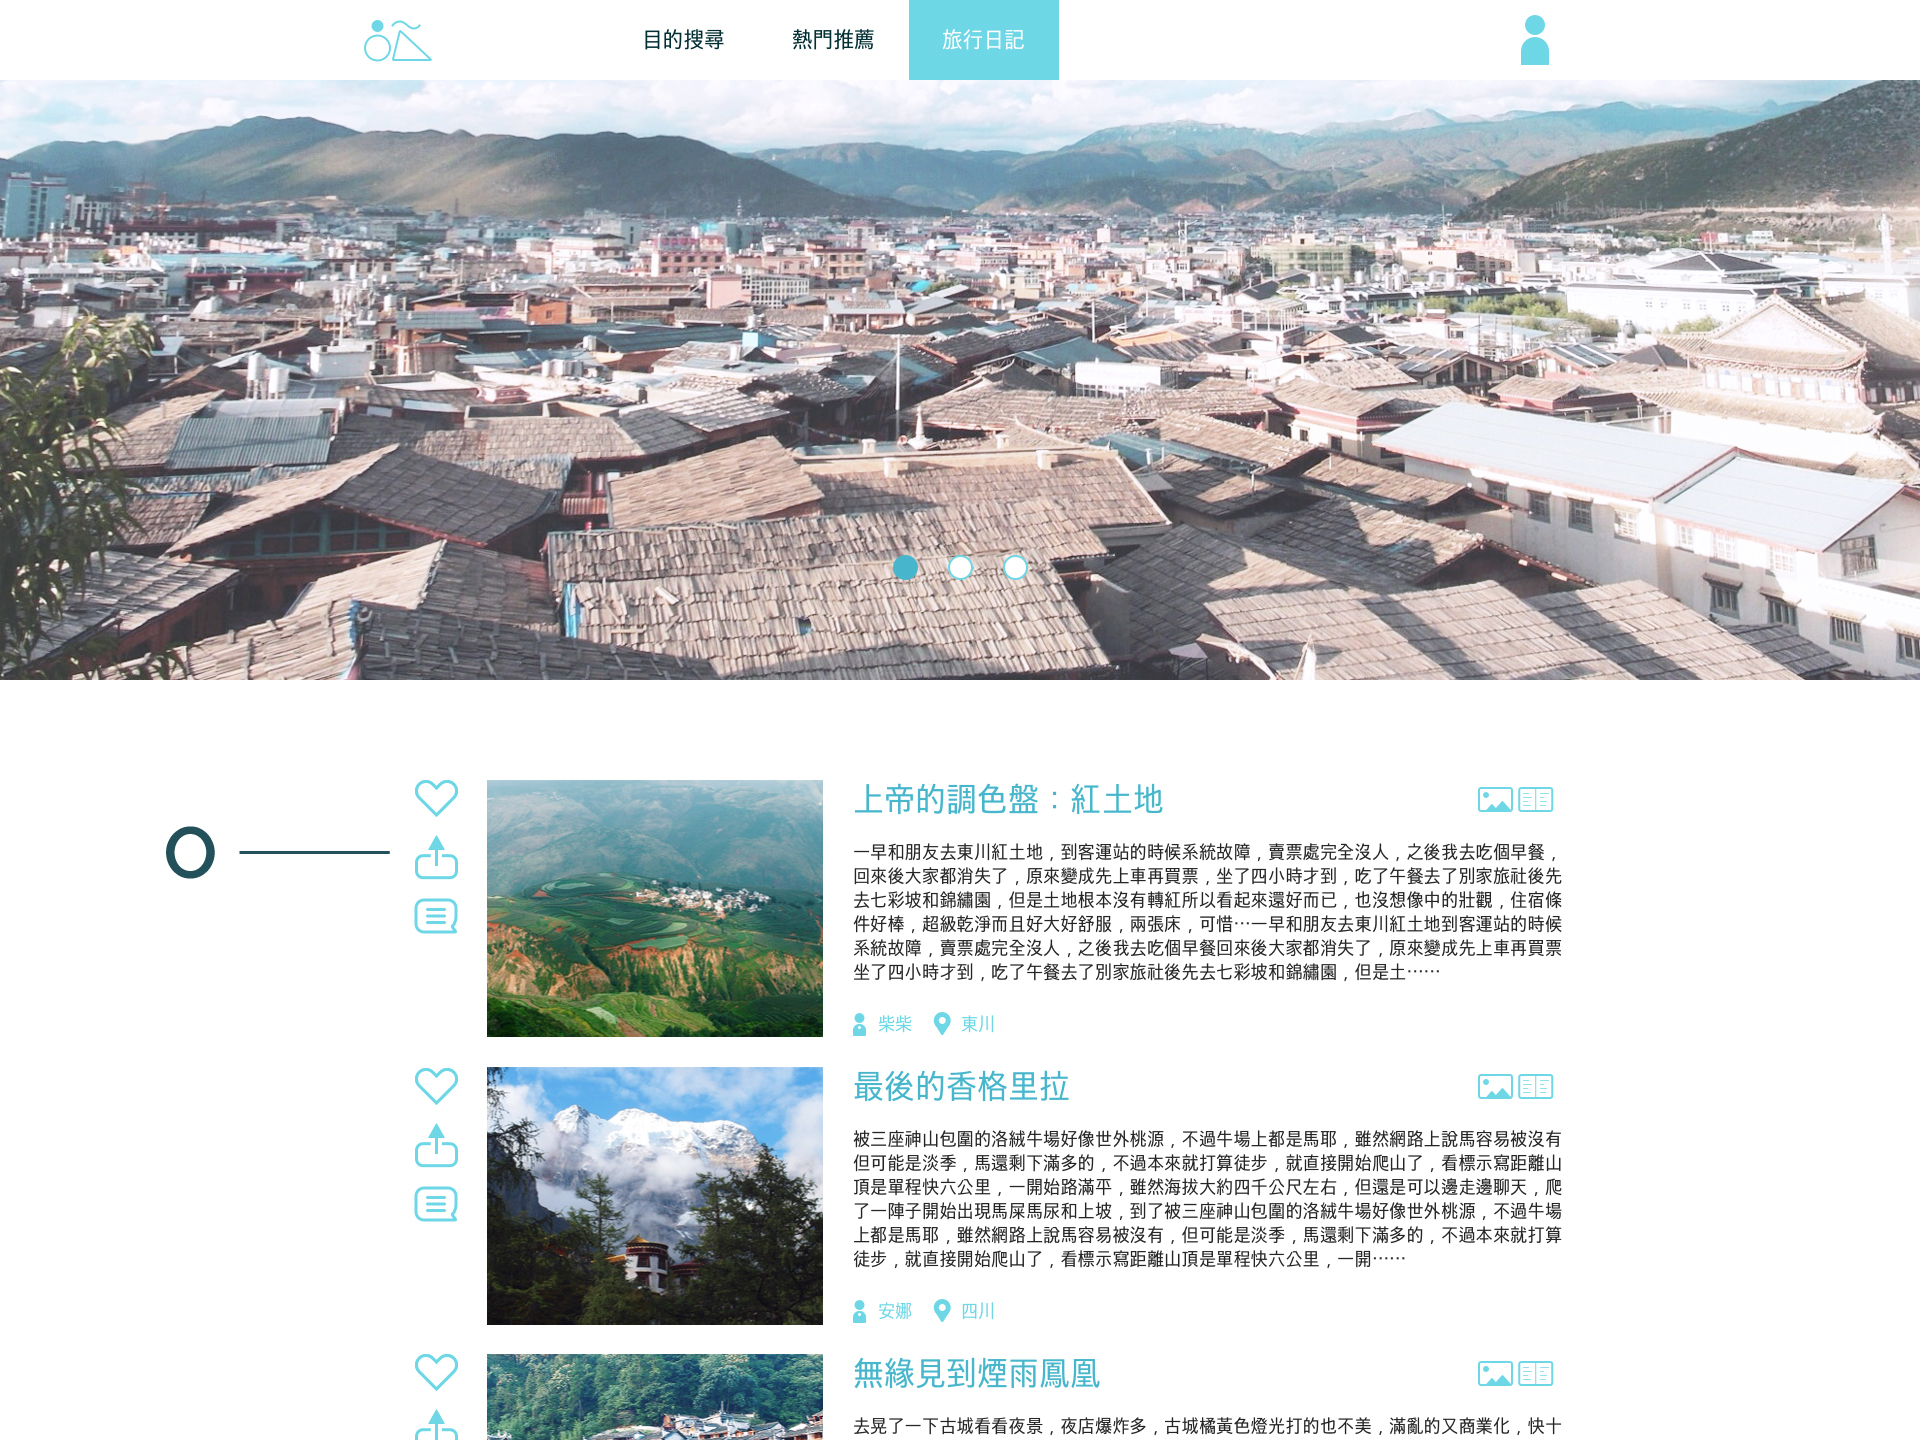 目的搜尋
熱門推薦
旅行日記
上帝的調色盤：紅土地
一早和朋友去東川紅土地，到客運站的時候系統故障，賣票處完全沒人，之後我去吃個早餐，
回來後大家都消失了，原來變成先上車再買票，坐了四小時才到，吃了午餐去了別家旅社後先
去七彩坡和錦繡園，但是土地根本沒有轉紅所以看起來還好而已，也沒想像中的壯觀，住宿條
件好棒，超級乾淨而且好大好舒服，兩張床，可惜⋯一早和朋友去東川紅土地到客運站的時候
系統故障，賣票處完全沒人，之後我去吃個早餐回來後大家都消失了，原來變成先上車再買票
坐了四小時才到，吃了午餐去了別家旅社後先去七彩坡和錦繡園，但是土⋯⋯
柴柴
東川
最後的香格里拉
被三座神山包圍的洛絨牛場好像世外桃源，不過牛場上都是馬耶，雖然網路上說馬容易被沒有
但可能是淡季，馬還剩下滿多的，不過本來就打算徒步，就直接開始爬山了，看標示寫距離山
頂是單程快六公里，一開始路滿平，雖然海拔大約四千公尺左右，但還是可以邊走邊聊天，爬
了一陣子開始出現馬屎馬尿和上坡，到了被三座神山包圍的洛絨牛場好像世外桃源，不過牛場
上都是馬耶，雖然網路上說馬容易被沒有，但可能是淡季，馬還剩下滿多的，不過本來就打算
徒步，就直接開始爬山了，看標示寫距離山頂是單程快六公里，一開⋯⋯
安娜
四川
無緣見到煙雨鳳凰
去晃了一下古城看看夜景，夜店爆炸多，古城橘黃色燈光打的也不美，滿亂的又商業化，快十